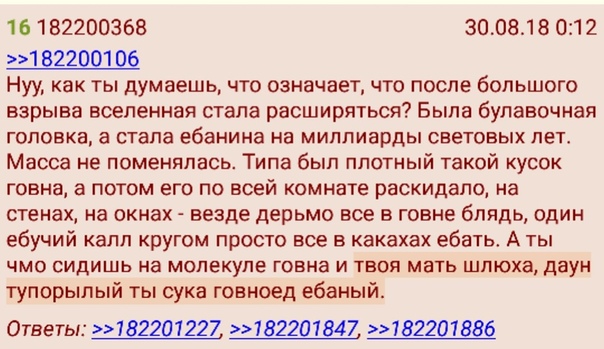 16 182200368 30.08.18 0:12
>>182200106
Нуу, как ты думаешь, что означает, что после большого
взрыва вселенная стала расширяться? Была булавочная
головка, а стала ебанина на миллиарды световых лет.
Масса не поменялась. Типа был плотный такой кусок
говна, а потом его по всей комнате раскидало, на
стенах, на окнах - везде дерьмо все в говне блядь, один
ебучий калл кругом просто все в какахах ебать. А ты
чмо сидишь на молекуле говна и твоя мать шлюха, даун
тупорылый ты сука говноед ебаный.
Ответы: >>182201227, >>182201847, >>182201886